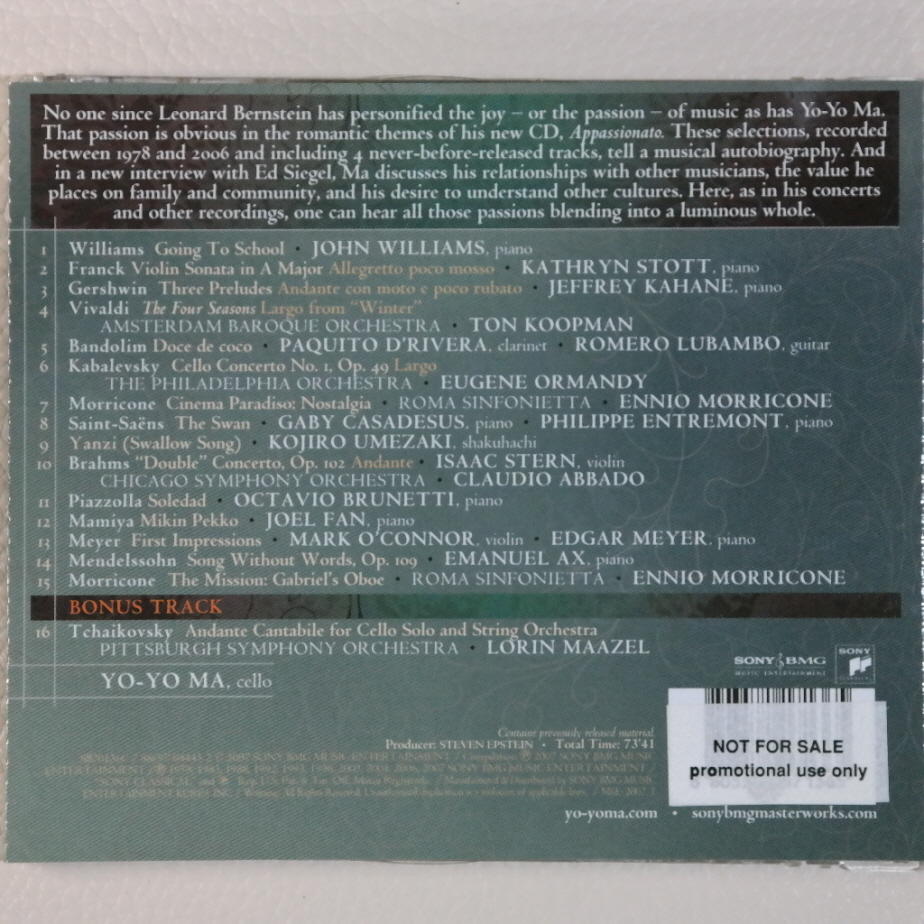 No one since Leonard Bernstein has personified the joy – or the passion – of music as has Yo-Yo Ma.
That passion is obvious in the romantic themes of his new CD, Appassionato. These selections, recorded
between 1978 and 2006 and including 4 never-before-released tracks, tell a musical autobiography. And
in a new interview with Ed Siegel, Ma discusses his relationships with other musicians, the value he
places on family and community, and his desire to understand other cultures. Here, as in his concerts
and other recordings, one can hear all those passions blending into a luminous whole.
1 Williams Going To School • JOHN WILLIAMS, piano
2 Franck Violin Sonata in A Major Allegretto poco mosso • KATHRYN STOTT, piano
3 Gershwin Three Preludes Andante con moto e poco rubato • JEFFREY KAHANE, piano
4 Vivaldi The Four Seasons Largo from “Winter”
AMSTERDAM BAROQUE ORCHESTRA • TON KOOPMAN
5 Bandolim Doce de coco • PAQUITO D'RIVERA, clarinet • ROMERO LUBAMBO, guitar
6 Kabalevsky Cello Concerto No. 1, Op. 49 Largo
THE PHILADELPHIA ORCHESTRA • EUGENE ORMANDY
7 Morricone Cinema Paradiso: Nostalgia • ROMA SINFONIETTA • ENNIO MORRICONE
8 Saint-Saëns The Swan • GABY CASADESUS, piano • PHILIPPE ENTREMONT, piano
9 Yanzi (Swallow Song) • KOJIRO UMEZAKI, shakuhachi
10 Brahms “Double” Concerto, Op. 102 Andante • ISAAC STERN, violin
CHICAGO SYMPHONY ORCHESTRA • CLAUDIO ABBADO
11 Piazzolla Soledad • OCTAVIO BRUNETTI, piano
12 Mamiya Mikin Pekko • JOEL FAN, piano
13 Meyer First Impressions • MARK O'CONNOR, violin • EDGAR MEYER, piano
14 Mendelssohn Song Without Words, Op. 109 • EMANUEL AX, piano
15 Morricone The Mission: Gabriel's Oboe • ROMA SINFONIETTA • ENNIO MORRICONE
BONUS TRACK
16 Tchaikovsky Andante Cantabile for Cello Solo and String Orchestra
PITTSBURGH SYMPHONY ORCHESTRA • LORIN MAAZEL
YO-YO MA, cello
SONY BMG
MUSIC ENTERTAINMENT
SONY
CLASSICAL
NOT FOR SALE
promotional use only
Contains previously released material.
Producer: STEVEN EPSTEIN • Total Time: 73'41
yo-yoma.com • sonybmgmasterworks.com